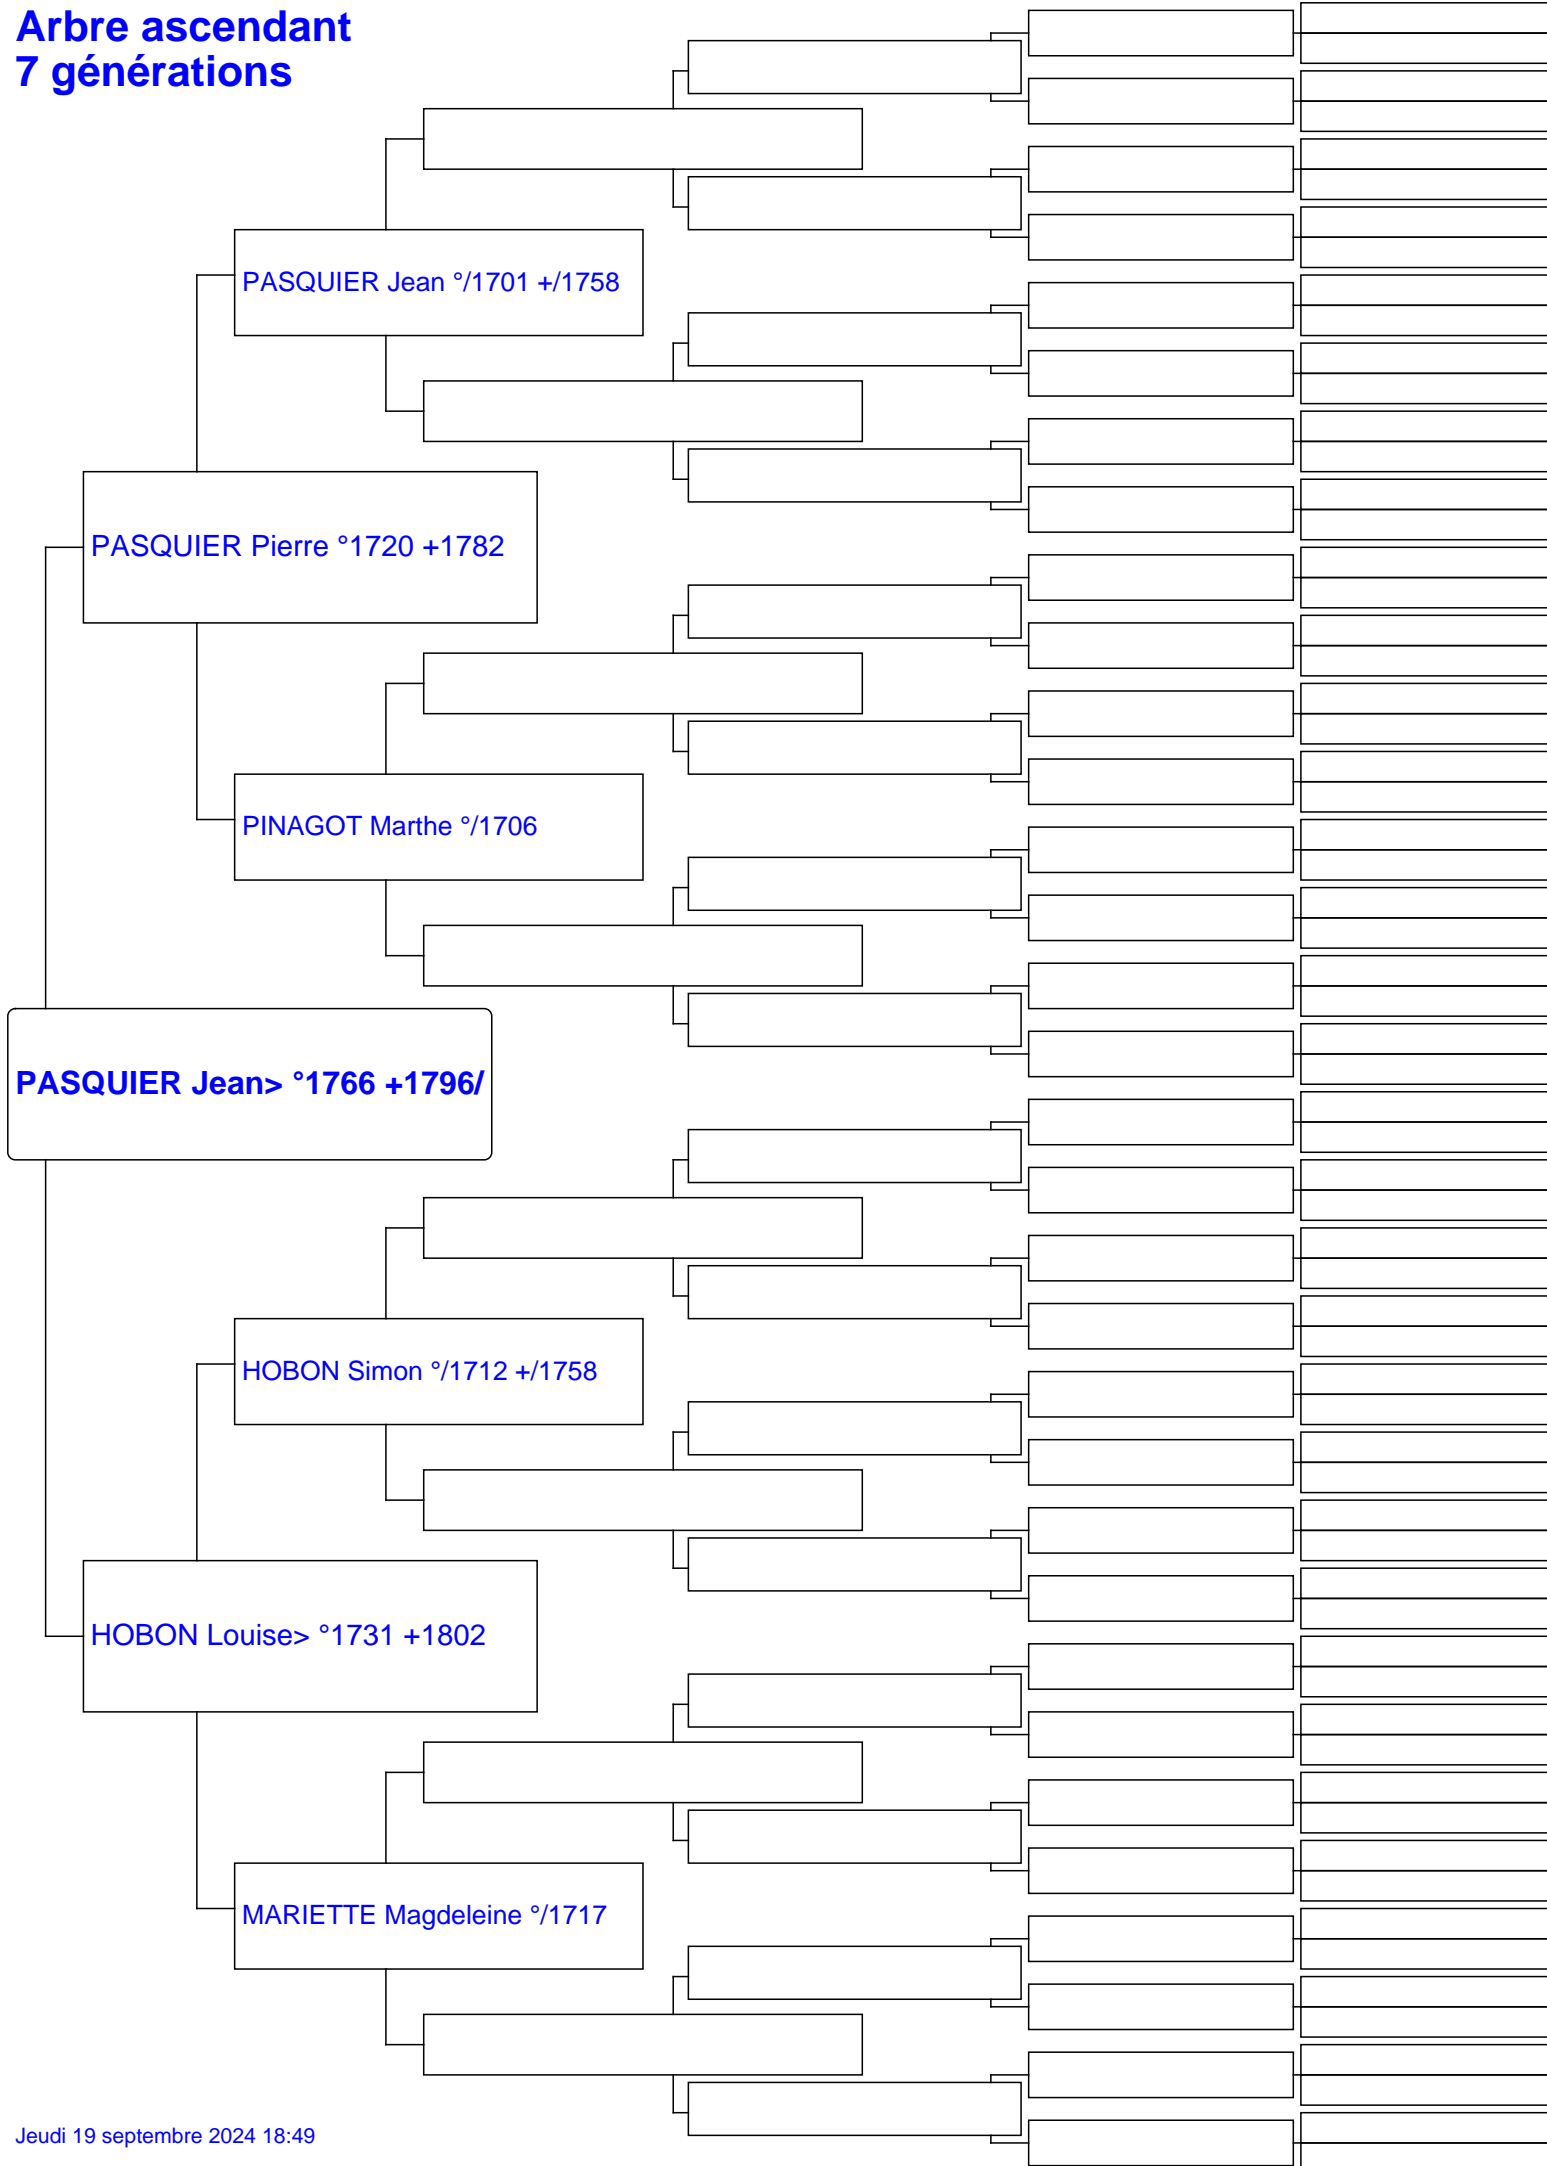 Arbre ascendant
7 générations
PASQUIER Jean °/1701 +/1758
PASQUIER Pierre °1720 +1782
PINAGOT Marthe °/1706
PASQUIER Jean> °1766 +1796/
HOBON Simon °/1712 +/1758
HOBON Louise> °1731 +1802
MARIETTE Magdeleine °/1717
Jeudi 19 septembre 2024 18:49